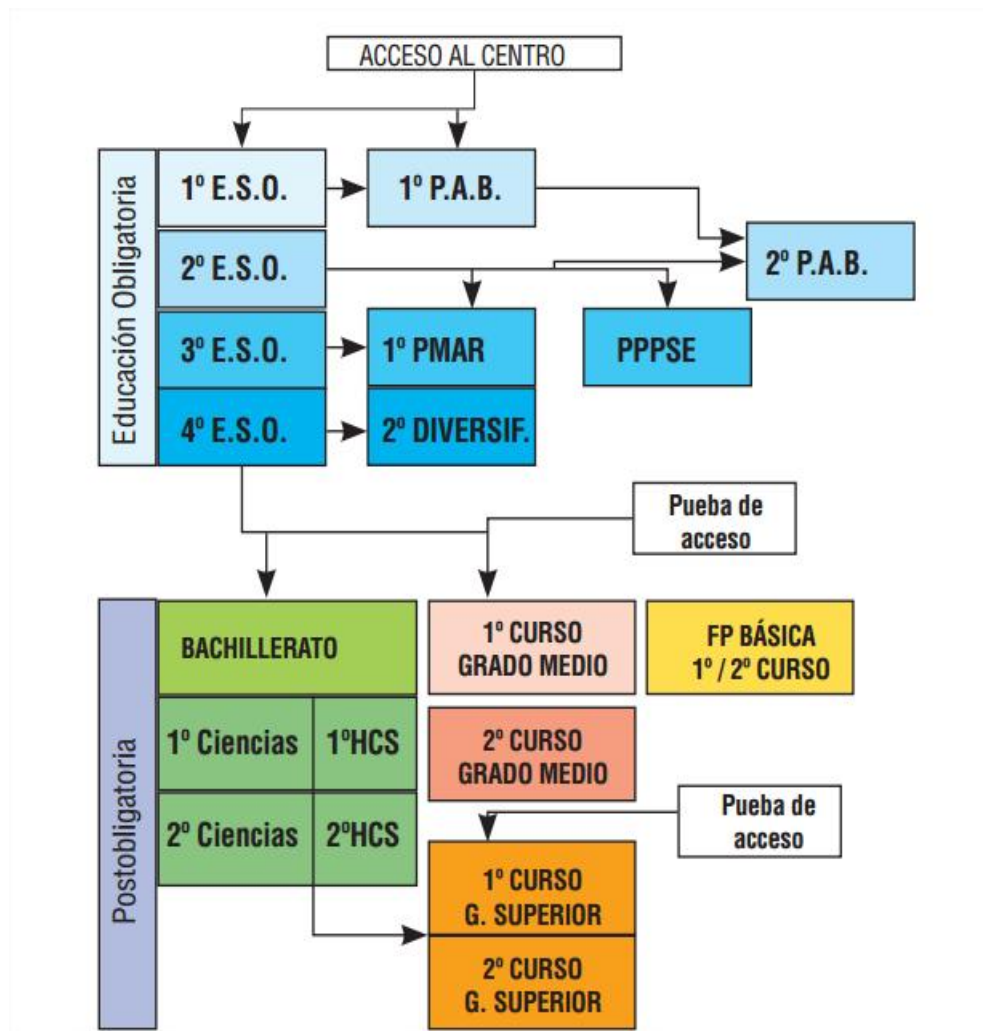 ACCESO AL CENTRO
Educación Obligatoria
1º E.S.O.
1º P.A.B.
2º E.S.O.
2º P.A.B.
3º E.S.O.
1º PMAR
PPPSE
4º E.S.O.
2º DIVERSIF.
Pueba de
acceso
Postobligatoria
BACHILLERATO
1º CURSO
GRADO MEDIO
FP BÁSICA
1º / 2º CURSO
1º Ciencias
1ºHCS
2º CURSO
GRADO MEDIO
2º Ciencias
2ºHCS
Pueba de
acceso
1º CURSO
G. SUPERIOR
2º CURSO
G. SUPERIOR